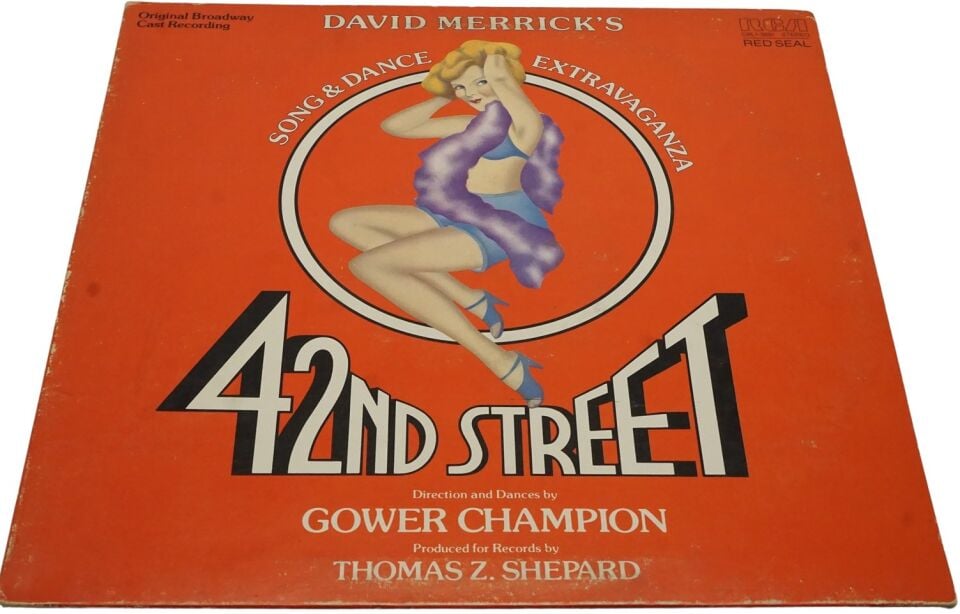 Original Broadway
Cast Recording
DAVID MERRICK'S
RCA
STEREO
RED SEAL
SONG & DANCE EXTRAVAGANZA
42ND STREET
Direction and Dances by
GOWER CHAMPION
Produced for Records by
THOMAS Z. SHEPARD